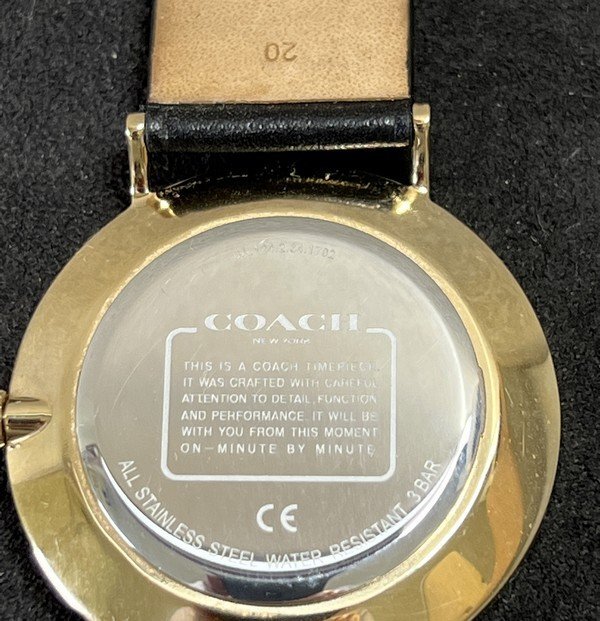 20
COACH
NEW YORK
THIS IS A COACH TIMEPIECE.
IT WAS CRAFTED WITH CAREFUL
ATTENTION TO DETAIL, FUNCTION
AND PERFORMANCE. IT WILL BE
WITH YOU FROM THIS MOMENT
ON-MINUTE BY MINUTE
CE
ALL STAINLESS STEEL WATER RESISTANT 3 BAR